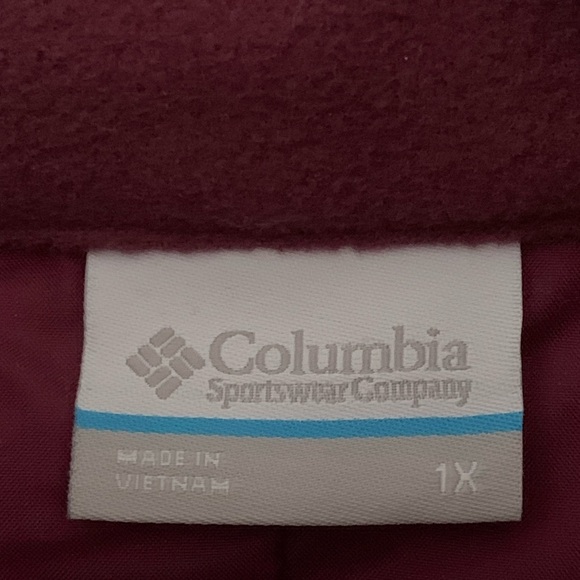 Columbia
Sportswear Company
MADE IN
VIETNAM
1X